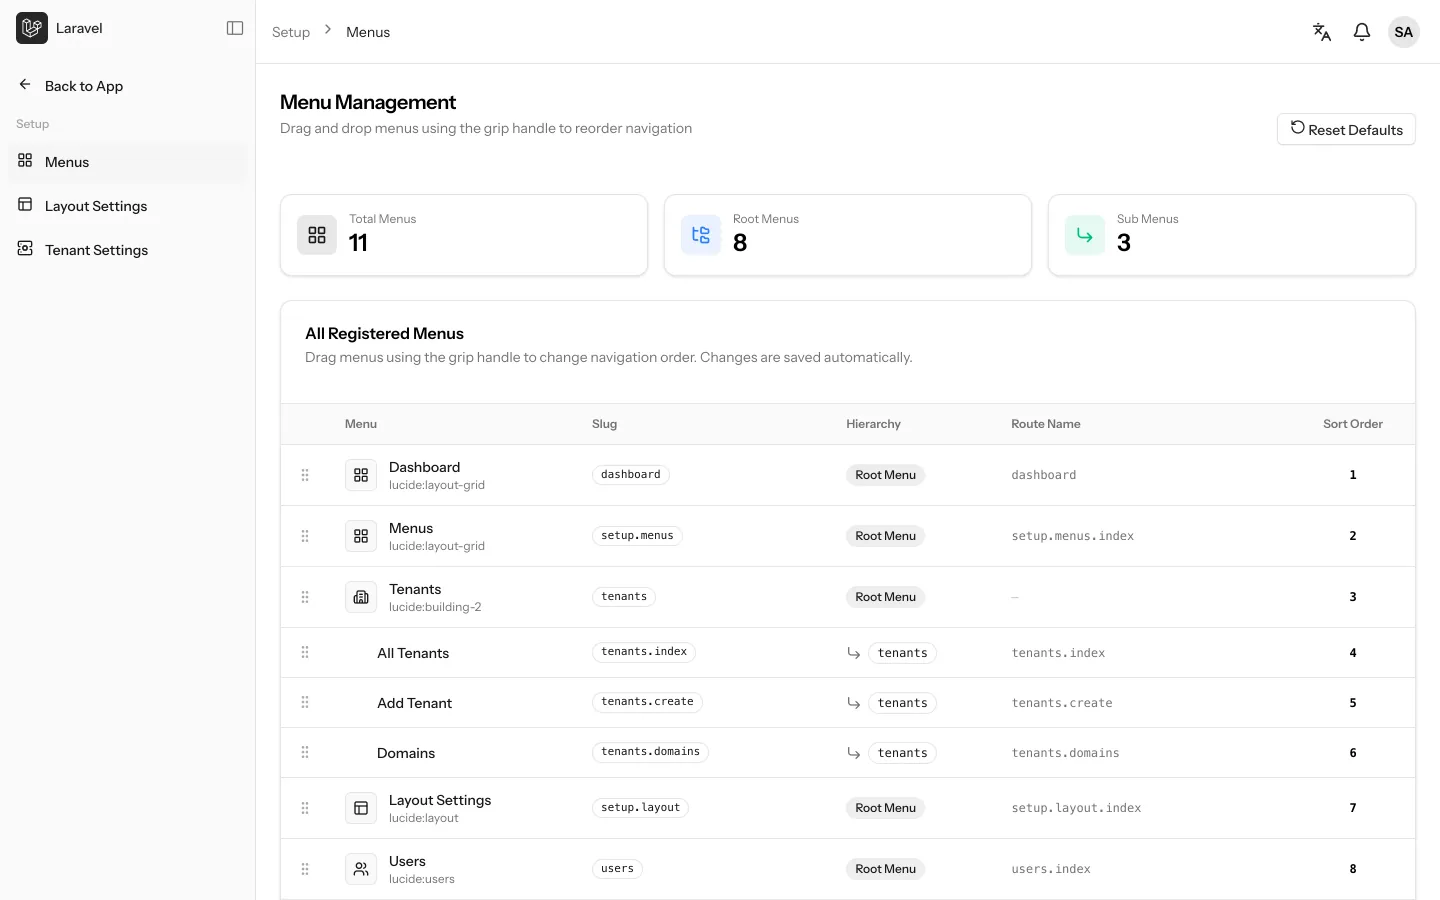 Laravel
Back to App
Setup
Menus
Layout Settings
Tenant Settings
Setup > Menus
SA
Menu Management
Drag and drop menus using the grip handle to reorder navigation
Reset Defaults
Total Menus
11
Root Menus
8
Sub Menus
3
All Registered Menus
Drag menus using the grip handle to change navigation order. Changes are saved automatically.
Menu Slug Hierarchy Route Name Sort Order
Dashboard
lucide:layout-grid
dashboard Root Menu dashboard 1
Menus
lucide:layout-grid
setup.menus Root Menu setup.menus.index 2
Tenants
lucide:building-2
tenants Root Menu — 3
All Tenants tenants.index tenants tenants.index 4
Add Tenant tenants.create tenants tenants.create 5
Domains tenants.domains tenants tenants.domains 6
Layout Settings
lucide:layout
setup.layout Root Menu setup.layout.index 7
Users
lucide:users
users Root Menu users.index 8